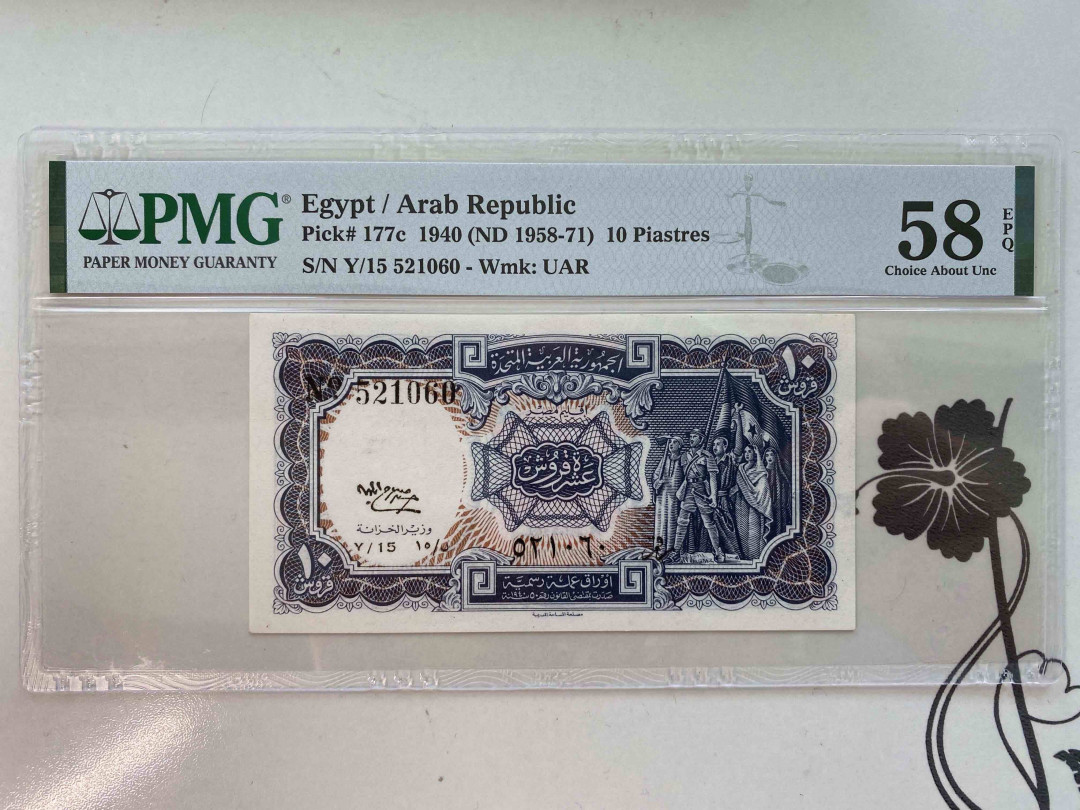 PMG®
PAPER MONEY GUARANTY
Egypt / Arab Republic
Pick# 177c 1940 (ND 1958-71) 10 Piastres
S/N Y/15 521060 - Wmk: UAR
58
EPQ
Choice About Unc
الجمهورية العربية المتحدة
١٠
قروش
No 521060
عشرة قروش
وزير الخزانة
Y/15 ١٥/
٥٢١٠٦٠
١٠
قروش
أوراق عملة رسمية